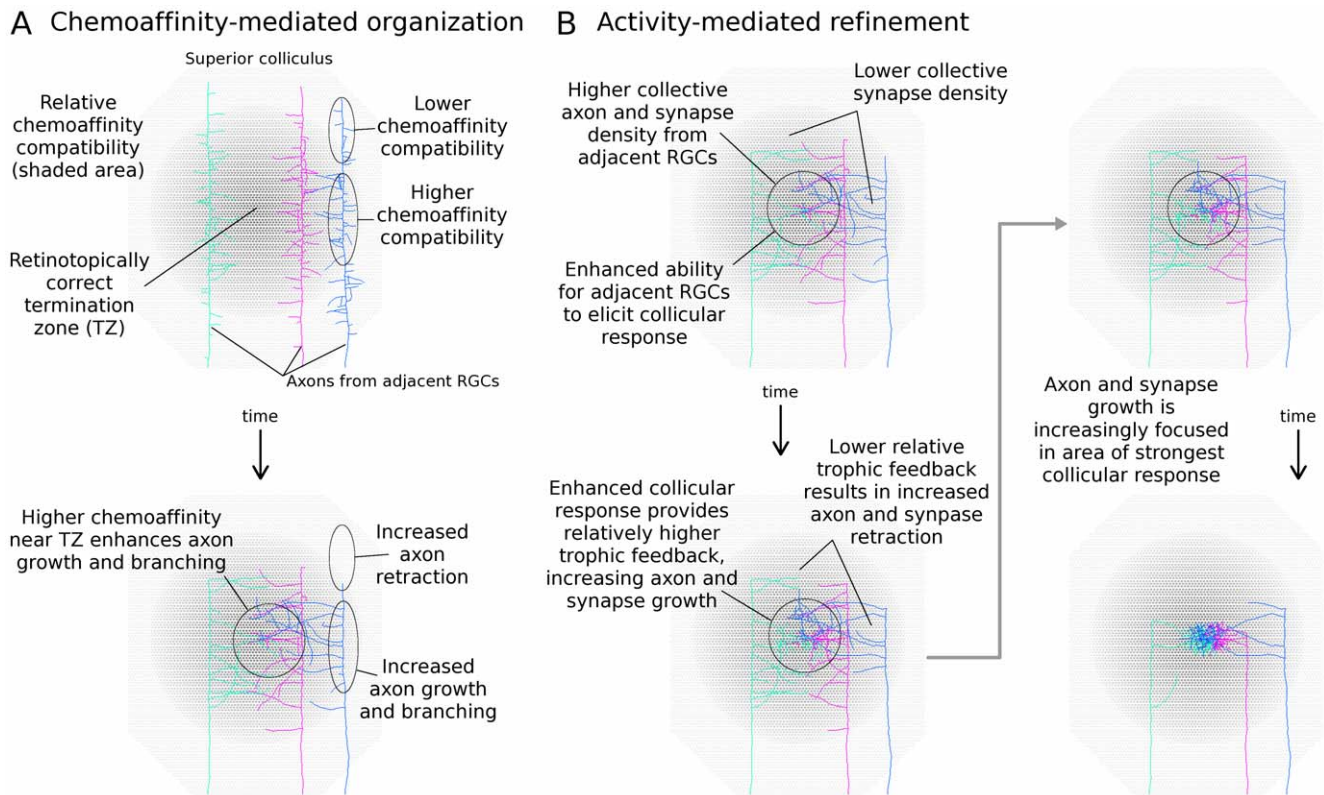 A Chemoaffinity-mediated organization
Superior colliculus
Relative
chemoaffinity
compatibility
(shaded area)
Lower
chemoaffinity
compatibility
Higher
chemoaffinity
compatibility
Retinotopically
correct
termination
zone (TZ)
Axons from adjacent RGCs
time
Higher chemoaffinity
near TZ enhances axon
growth and branching
Increased
axon
retraction
Increased
axon growth
and branching
B Activity-mediated refinement
Higher collective
axon and synapse
density from
adjacent RGCs
Lower collective
synapse density
Enhanced ability
for adjacent RGCs
to elicit collicular
response
time
Enhanced collicular
response provides
relatively higher
trophic feedback,
increasing axon and
synapse growth
Lower relative
trophic feedback
results in increased
axon and synpase
retraction
Axon and synapse
growth is
increasingly focused
in area of strongest
collicular response
time